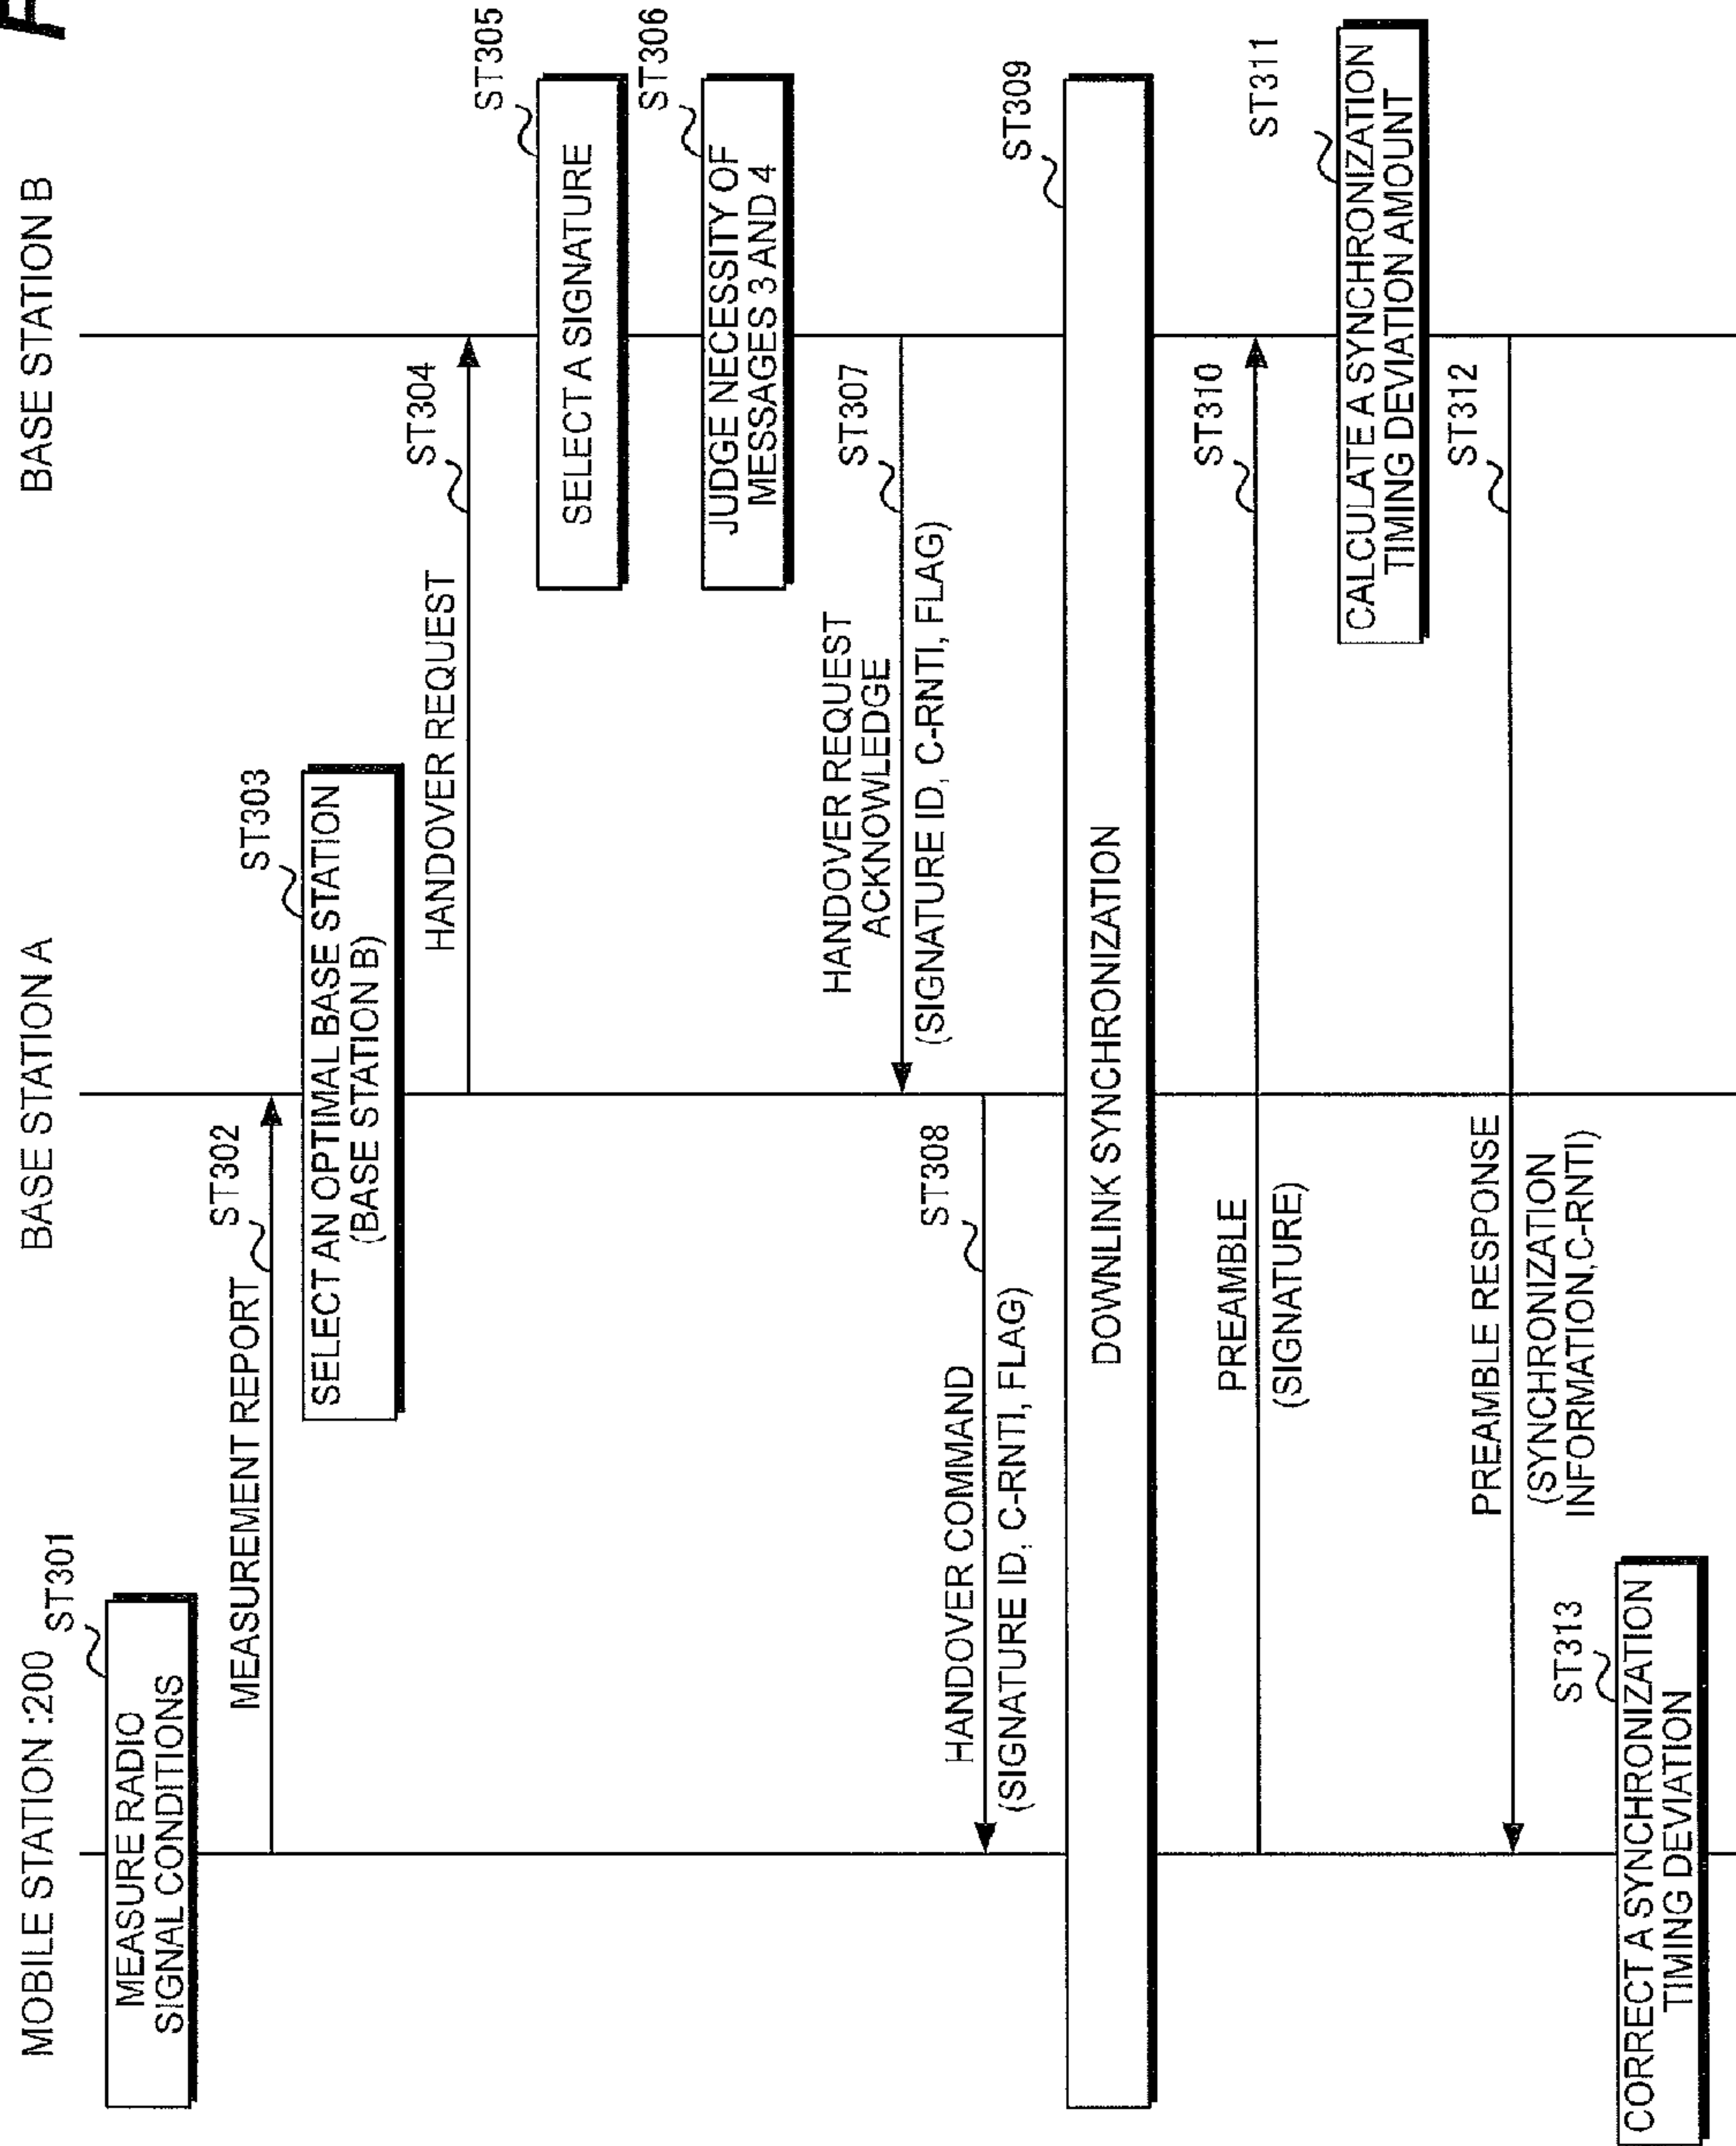 MOBILE STATION :200
BASE STATION A
BASE STATION B
ST301
MEASURE RADIO
SIGNAL CONDITIONS
ST302
MEASUREMENT REPORT
ST303
SELECT AN OPTIMAL BASE STATION
(BASE STATION B)
ST304
HANDOVER REQUEST
ST305
SELECT A SIGNATURE
ST306
JUDGE NECESSITY OF
MESSAGES 3 AND 4
ST307
HANDOVER REQUEST
ACKNOWLEDGE
(SIGNATURE ID, C-RNTI, FLAG)
ST308
HANDOVER COMMAND
(SIGNATURE ID, C-RNTI, FLAG)
ST309
DOWNLINK SYNCHRONIZATION
ST310
PREAMBLE
(SIGNATURE)
ST311
CALCULATE A SYNCHRONIZATION
TIMING DEVIATION AMOUNT
ST312
PREAMBLE RESPONSE
(SYNCHRONIZATION
INFORMATION,C-RNTI)
ST313
CORRECT A SYNCHRONIZATION
TIMING DEVIATION